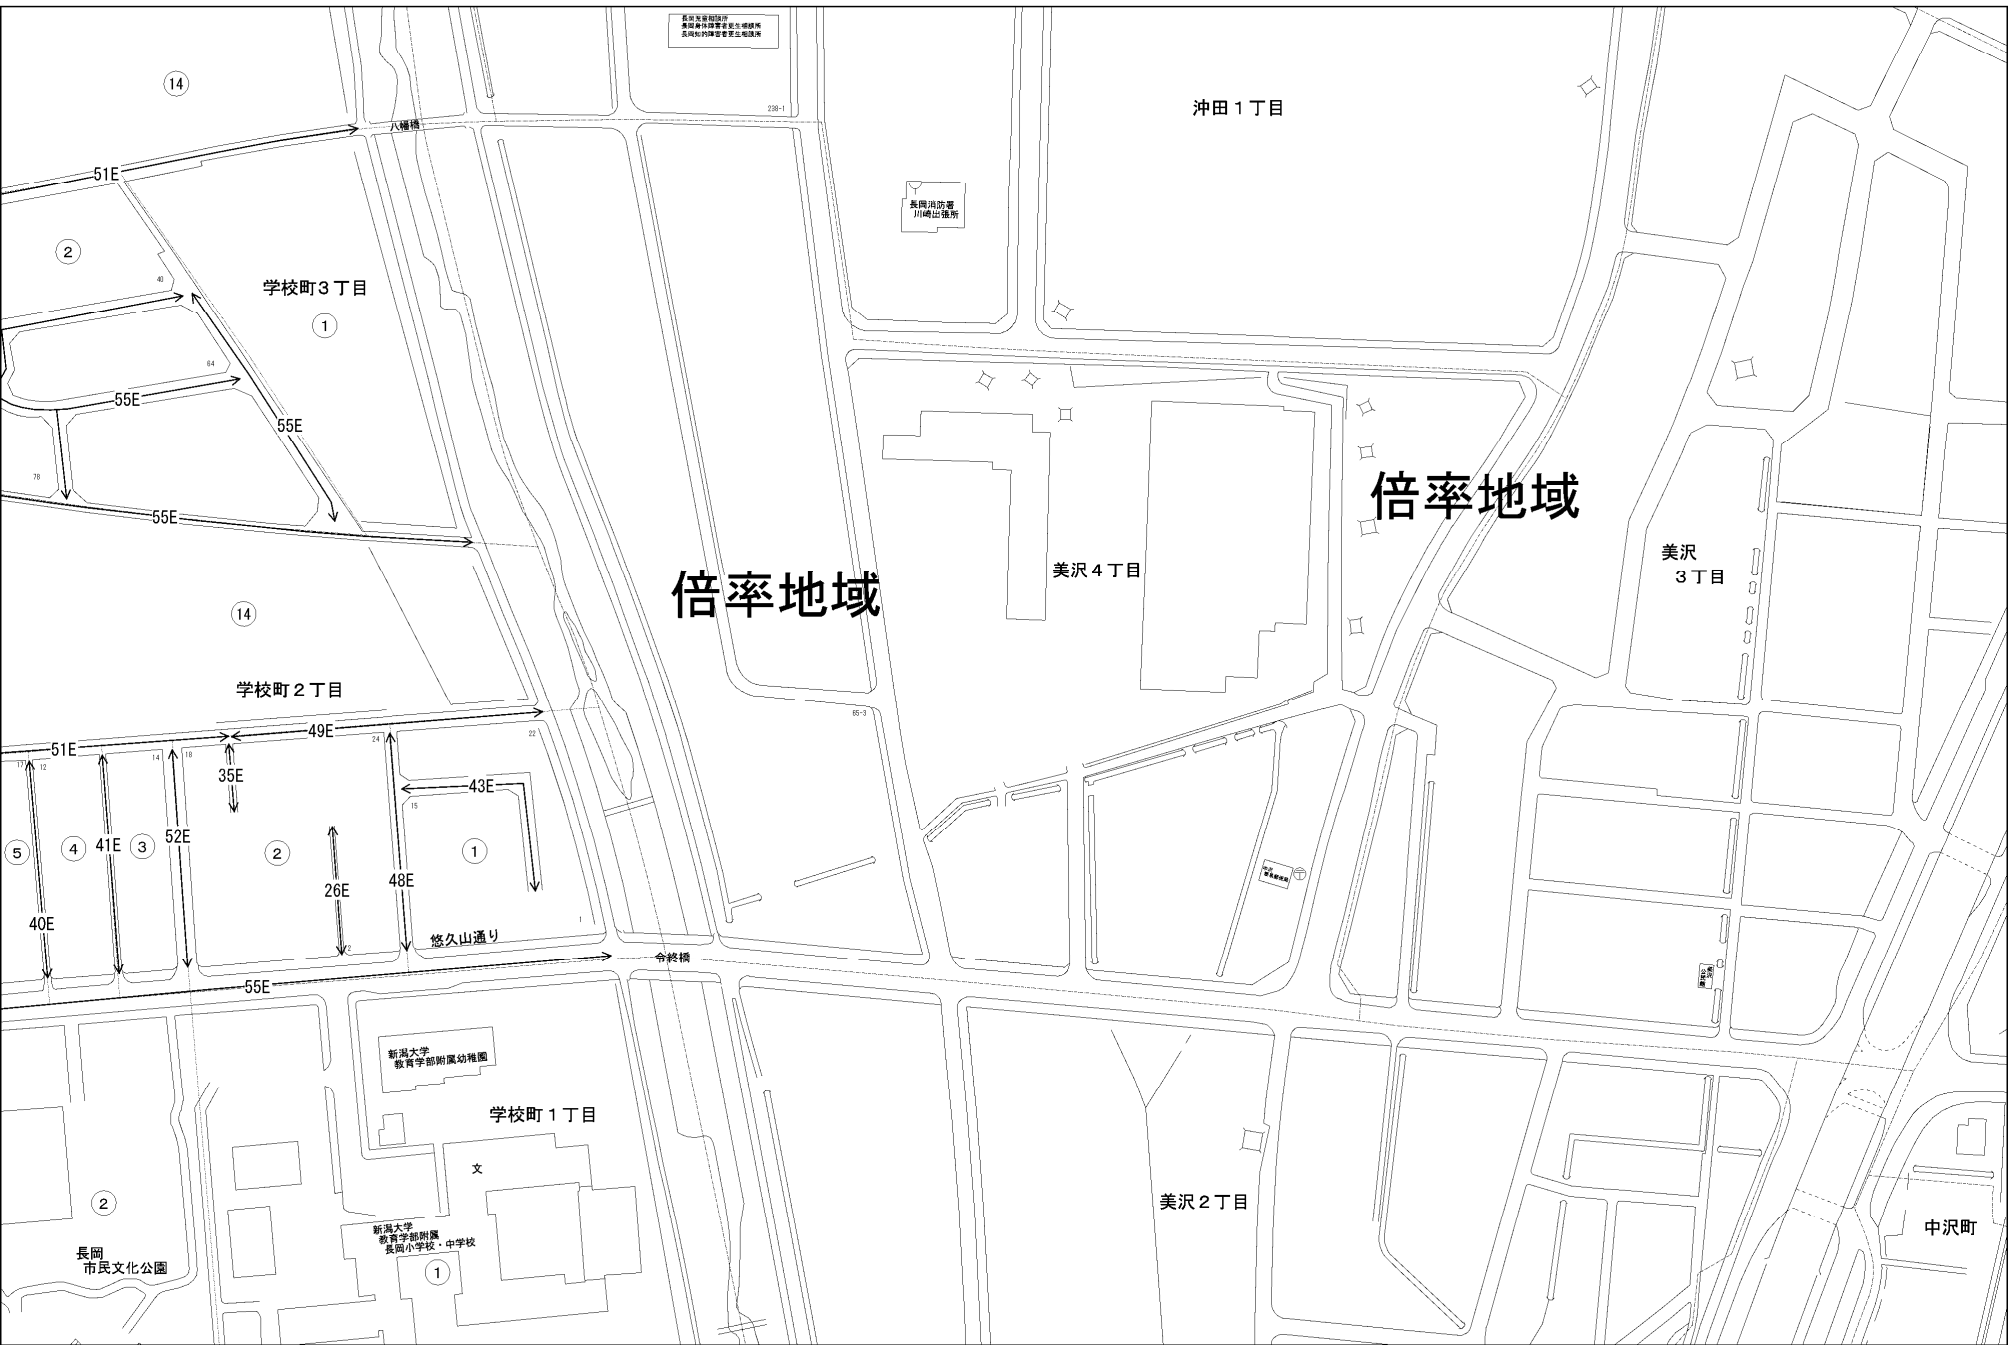 長岡児童相談所
長岡身体障害者更生相談所
長岡知的障害者更生相談所
14
238-1
沖田1丁目
八幡橋
51E
長岡消防署
川崎出張所
2
40
学校町3丁目
1
64
55E
55E
78
55E
倍率地域
倍率地域
美沢4丁目
美沢
3丁目
14
学校町2丁目
65-3
51E
49E
24
22
17
12
14
18
35E
43E
15
5
4
41E
3
52E
2
1
48E
26E
40E
1
2
悠久山通り
令終橋
55E
美沢
公民館
新潟大学
教育学部附属幼稚園
学校町1丁目
文
2
美沢2丁目
中沢町
新潟大学
教育学部附属
長岡小学校・中学校
長岡
市民文化公園
1